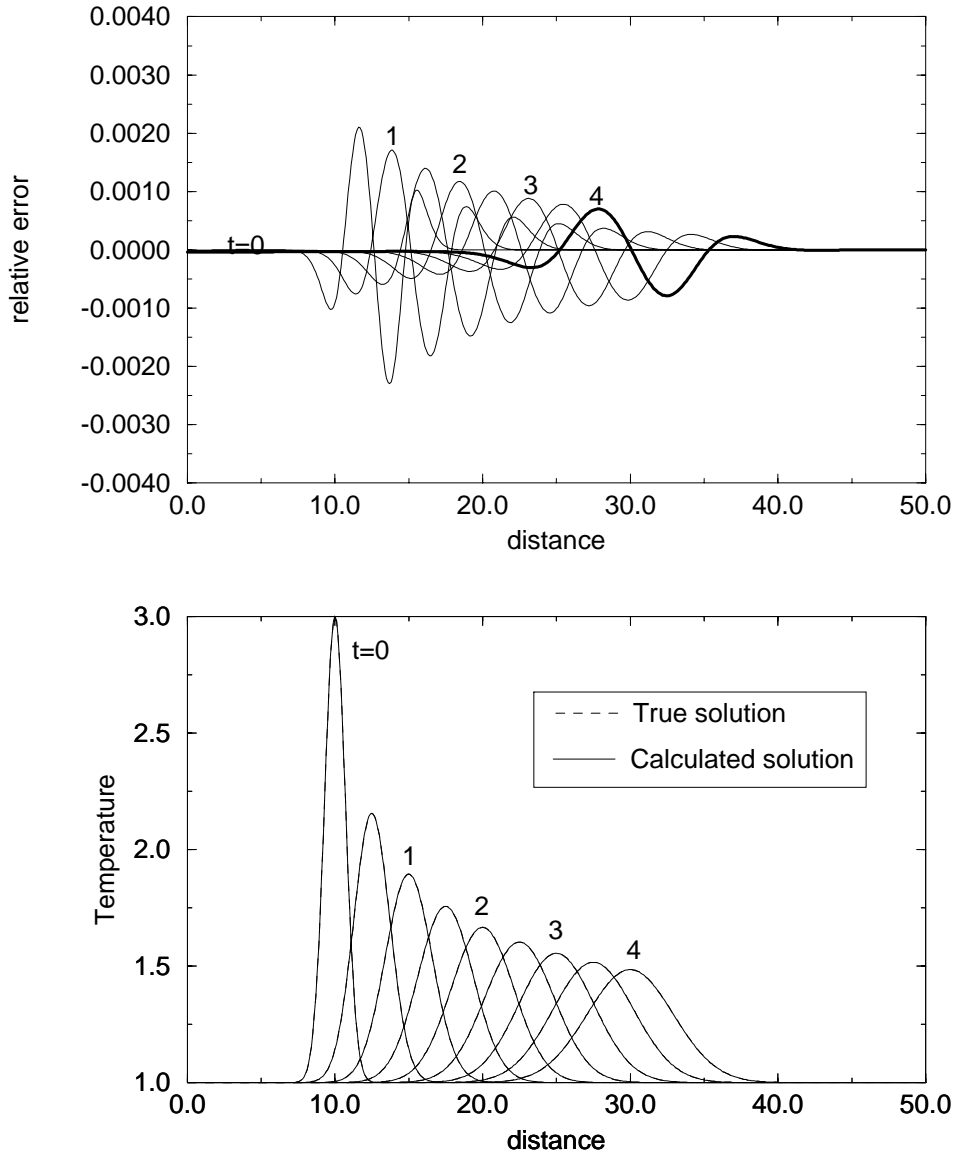 0.0040
0.0030
0.0020
0.0010
0.0000
-0.0010
-0.0020
-0.0030
-0.0040
relative error
t=0
1
2
3
4
0.0 10.0 20.0 30.0 40.0 50.0
distance
3.0
2.5
2.0
1.5
1.0
Temperature
t=0
1
2
3
4
True solution
Calculated solution
0.0 10.0 20.0 30.0 40.0 50.0
distance